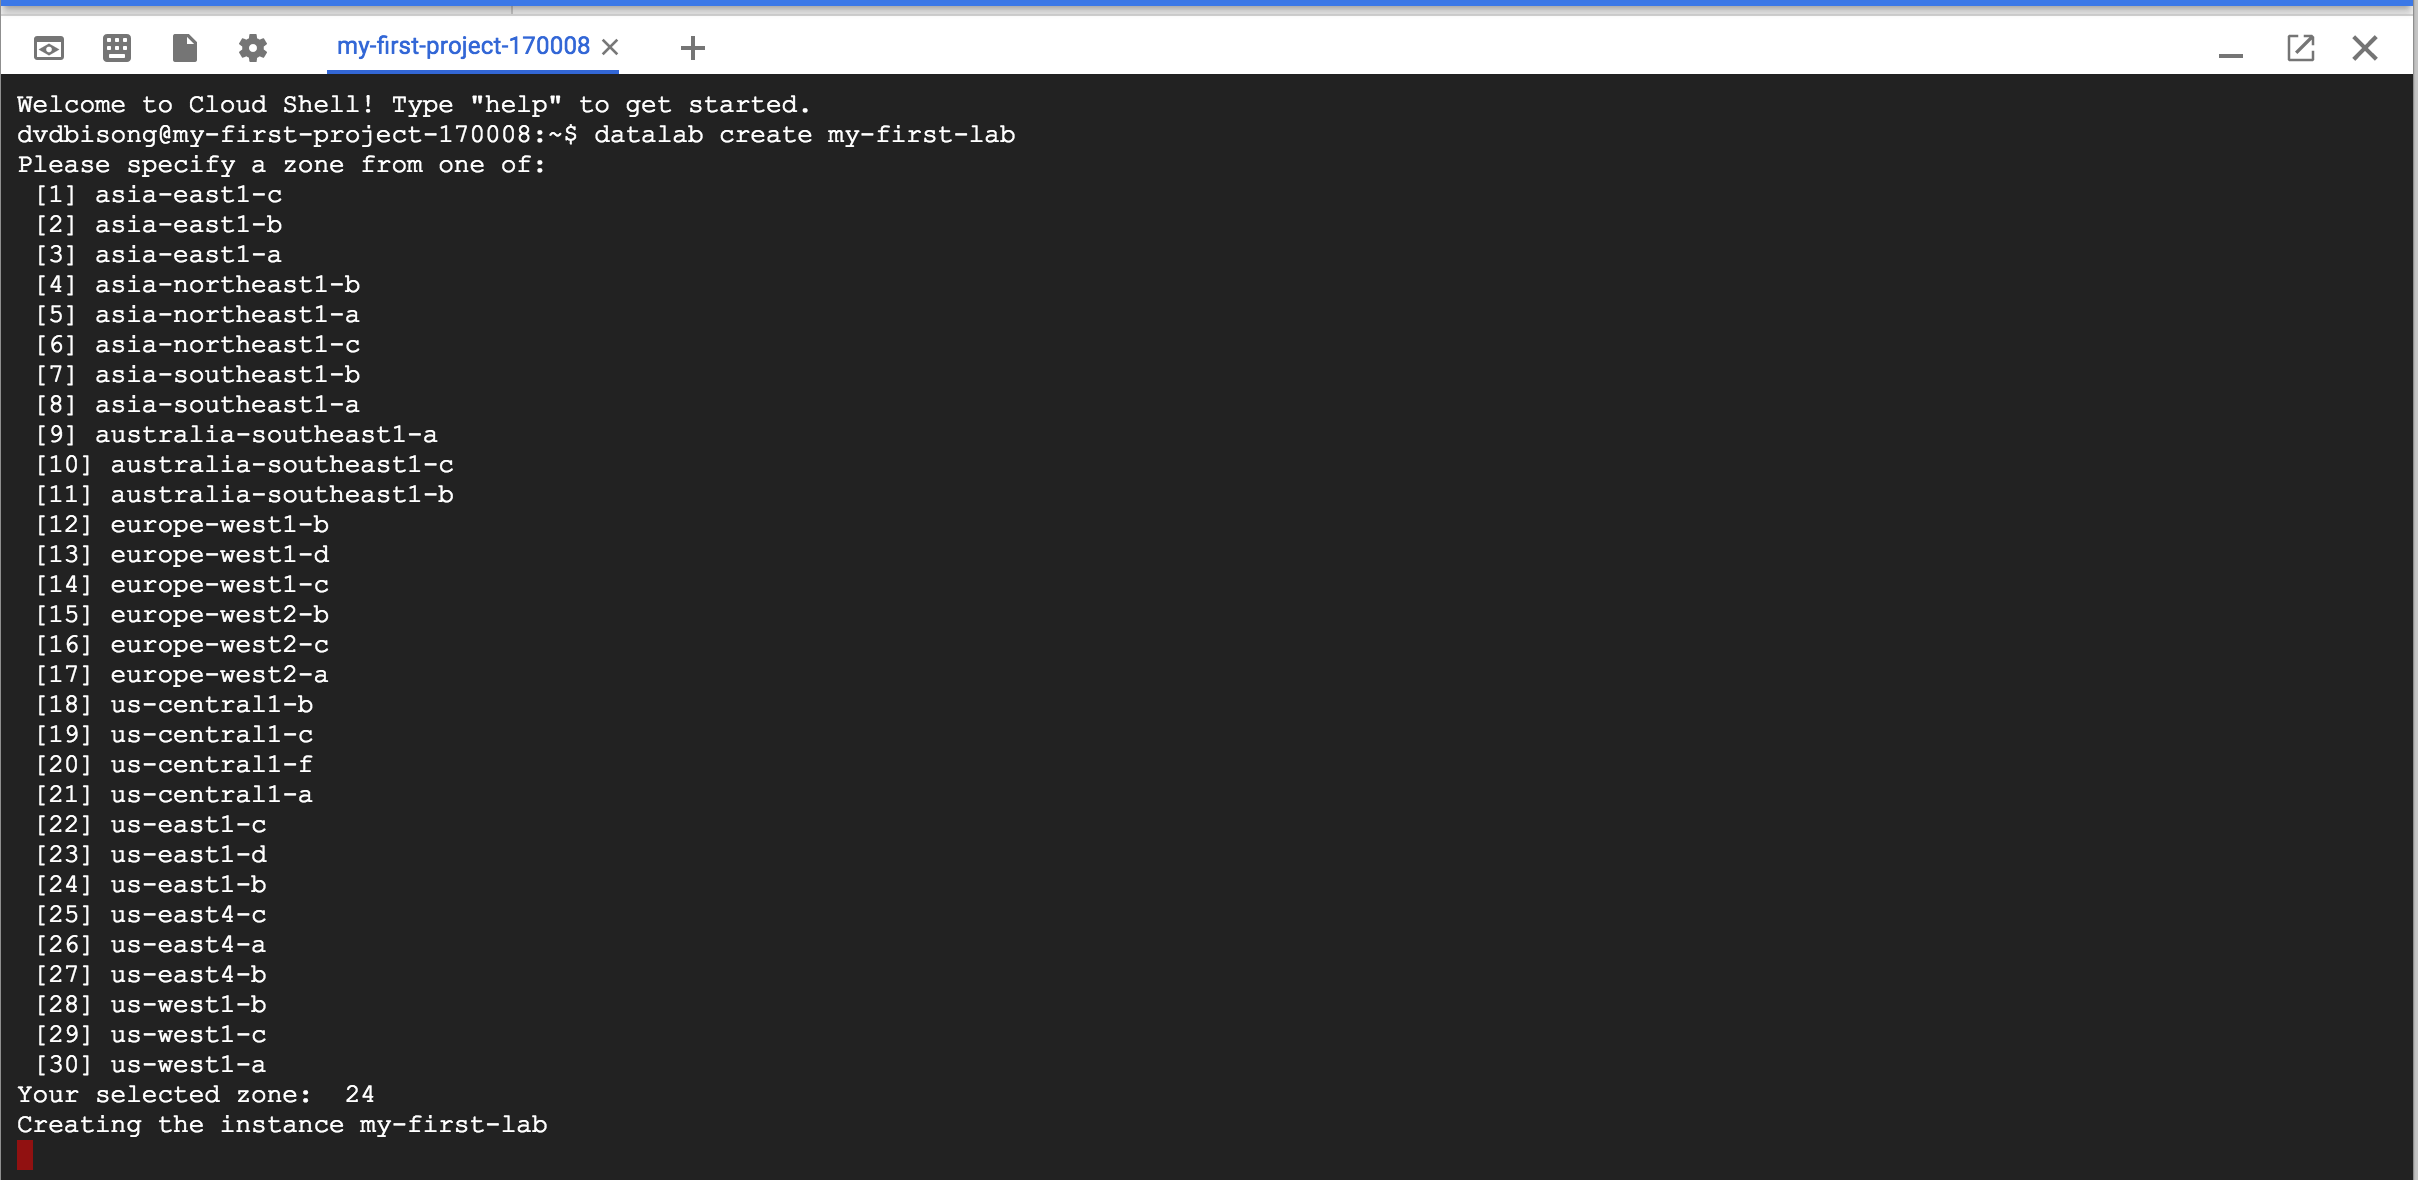 my-first-project-170008
Welcome to Cloud Shell! Type "help" to get started.
dvdbisong@my-first-project-170008:~$ datalab create my-first-lab
Please specify a zone from one of:
[1] asia-east1-c
[2] asia-east1-b
[3] asia-east1-a
[4] asia-northeast1-b
[5] asia-northeast1-a
[6] asia-northeast1-c
[7] asia-southeast1-b
[8] asia-southeast1-a
[9] australia-southeast1-a
[10] australia-southeast1-c
[11] australia-southeast1-b
[12] europe-west1-b
[13] europe-west1-d
[14] europe-west1-c
[15] europe-west2-b
[16] europe-west2-c
[17] europe-west2-a
[18] us-central1-b
[19] us-central1-c
[20] us-central1-f
[21] us-central1-a
[22] us-east1-c
[23] us-east1-d
[24] us-east1-b
[25] us-east4-c
[26] us-east4-a
[27] us-east4-b
[28] us-west1-b
[29] us-west1-c
[30] us-west1-a
Your selected zone:  24
Creating the instance my-first-lab